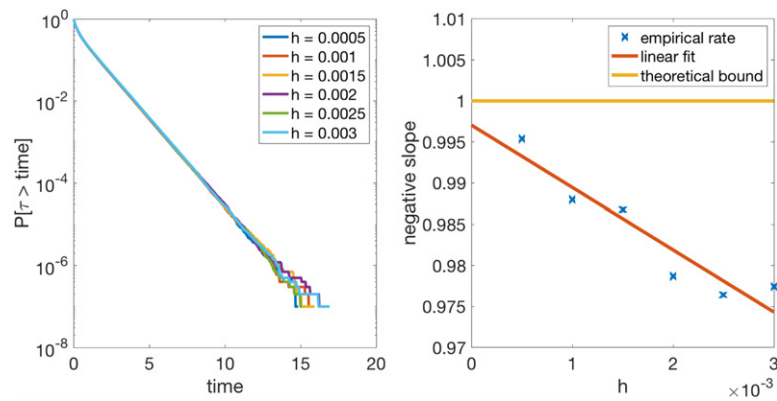 10^0
10^-2
10^-4
10^-6
10^-8
P[τ > time]
0 5 10 15 20
time
h = 0.0005
h = 0.001
h = 0.0015
h = 0.002
h = 0.0025
h = 0.003
1.01
1.005
1
0.995
0.99
0.985
0.98
0.975
0.97
negative slope
0 1 2 3
h
×10^-3
empirical rate
linear fit
theoretical bound